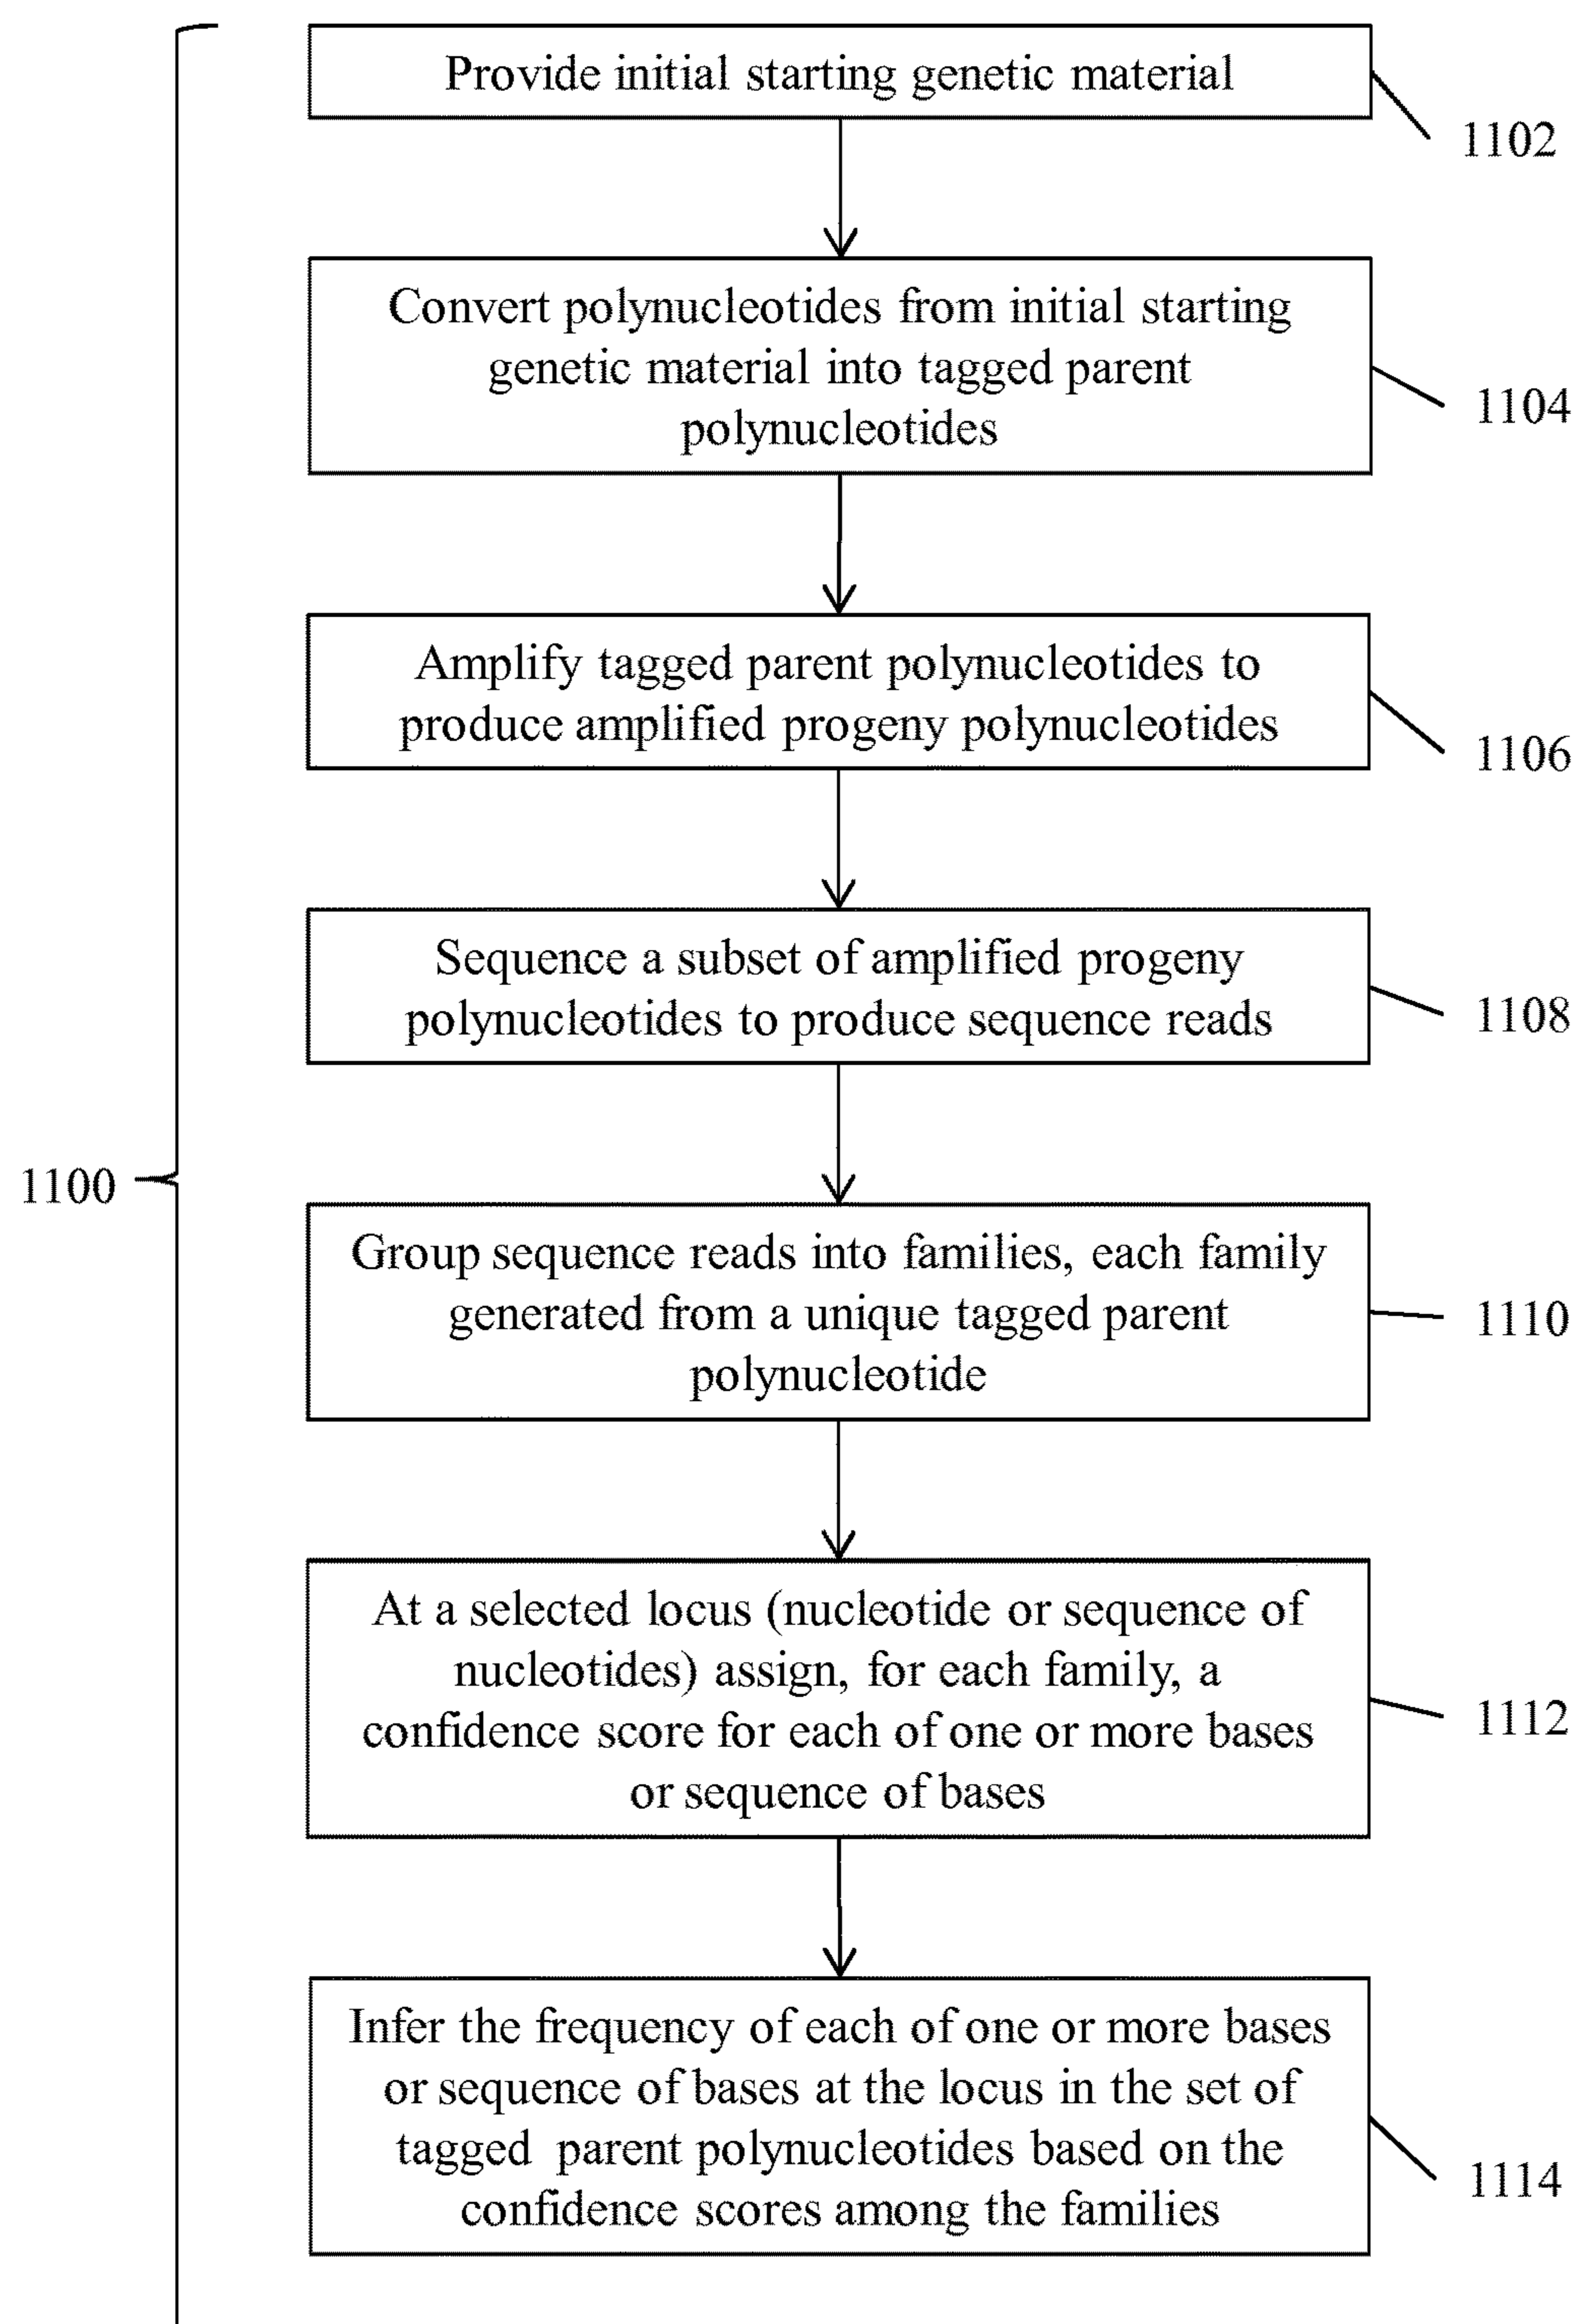 Provide initial starting genetic material
1102
Convert polynucleotides from initial starting
genetic material into tagged parent
polynucleotides
1104
Amplify tagged parent polynucleotides to
produce amplified progeny polynucleotides
1106
Sequence a subset of amplified progeny
polynucleotides to produce sequence reads
1108
1100
Group sequence reads into families, each family
generated from a unique tagged parent
polynucleotide
1110
At a selected locus (nucleotide or sequence of
nucleotides) assign, for each family, a
confidence score for each of one or more bases
or sequence of bases
1112
Infer the frequency of each of one or more bases
or sequence of bases at the locus in the set of
tagged parent polynucleotides based on the
confidence scores among the families
1114